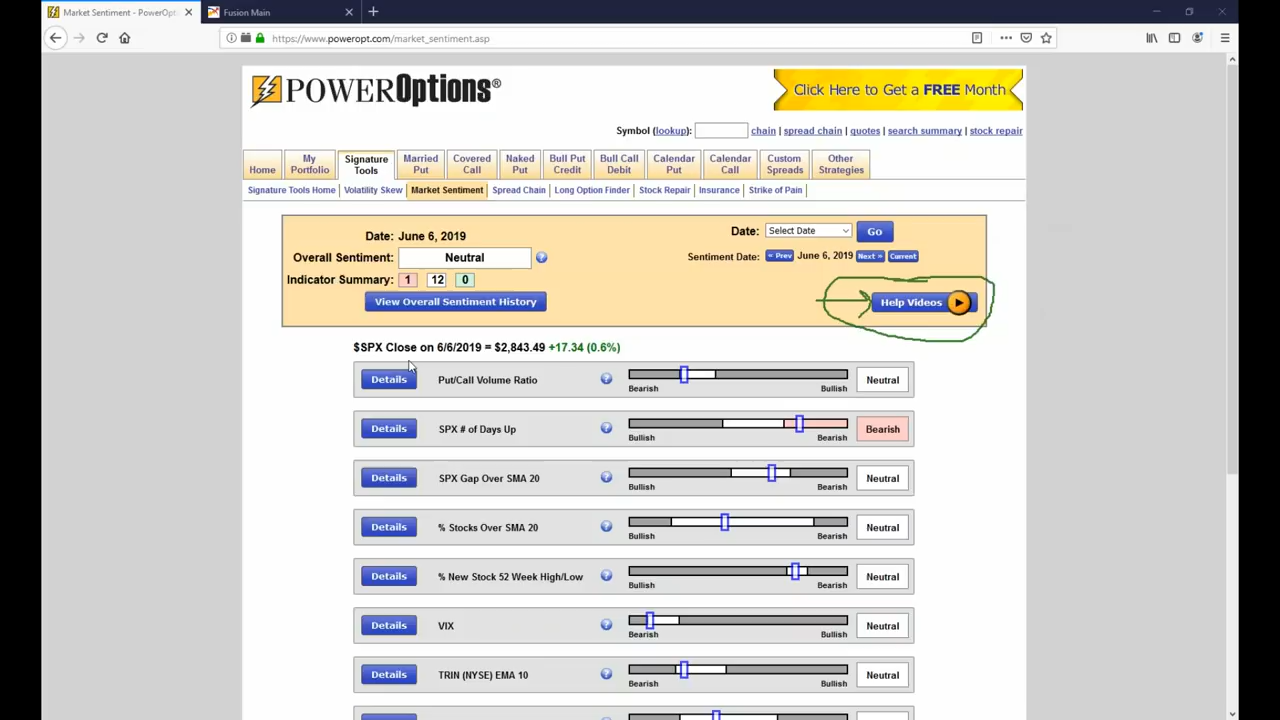 Market Sentiment - PowerOpt
Fusion Main
https://www.poweropt.com/market_sentiment.asp
POWEROptions®
Click Here to Get a FREE Month
Symbol (lookup): chain | spread chain | quotes | search summary | stock repair
Home
My Portfolio
Signature Tools
Married Put
Covered Call
Naked Put
Bull Put Credit
Bull Call Debit
Calendar Put
Calendar Call
Custom Spreads
Other Strategies
Signature Tools Home | Volatility Skew | Market Sentiment | Spread Chain | Long Option Finder | Stock Repair | Insurance | Strike of Pain |
Date: June 6, 2019
Date: Select Date Go
Overall Sentiment: Neutral ?
Sentiment Date: « Prev June 6, 2019 Next » Current
Indicator Summary: 1 12 0
View Overall Sentiment History
Help Videos
$SPX Close on 6/6/2019 = $2,843.49 +17.34 (0.6%)
Details Put/Call Volume Ratio ? Neutral
Bearish Bullish
Details SPX # of Days Up ? Bearish
Bullish Bearish
Details SPX Gap Over SMA 20 ? Neutral
Bullish Bearish
Details % Stocks Over SMA 20 ? Neutral
Bullish Bearish
Details % New Stock 52 Week High/Low ? Neutral
Bullish Bearish
Details VIX ? Neutral
Bearish Bullish
Details TRIN (NYSE) EMA 10 ? Neutral
Bearish Bullish